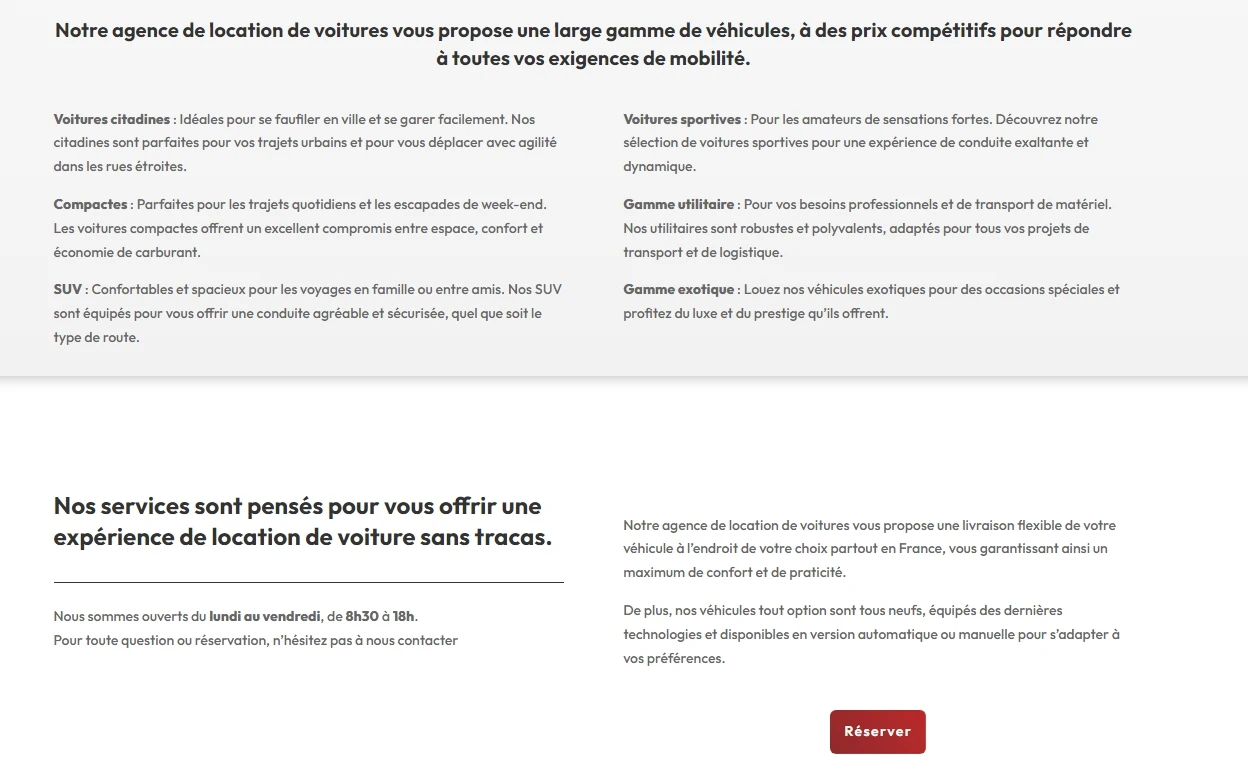 Notre agence de location de voitures vous propose une large gamme de véhicules, à des prix compétitifs pour répondre
à toutes vos exigences de mobilité.
Voitures citadines : Idéales pour se faufiler en ville et se garer facilement. Nos
citadines sont parfaites pour vos trajets urbains et pour vous déplacer avec agilité
dans les rues étroites.
Compactes : Parfaites pour les trajets quotidiens et les escapades de week-end.
Les voitures compactes offrent un excellent compromis entre espace, confort et
économie de carburant.
SUV : Confortables et spacieux pour les voyages en famille ou entre amis. Nos SUV
sont équipés pour vous offrir une conduite agréable et sécurisée, quel que soit le
type de route.
Voitures sportives : Pour les amateurs de sensations fortes. Découvrez notre
sélection de voitures sportives pour une expérience de conduite exaltante et
dynamique.
Gamme utilitaire : Pour vos besoins professionnels et de transport de matériel.
Nos utilitaires sont robustes et polyvalents, adaptés pour tous vos projets de
transport et de logistique.
Gamme exotique : Louez nos véhicules exotiques pour des occasions spéciales et
profitez du luxe et du prestige qu'ils offrent.
Nos services sont pensés pour vous offrir une
expérience de location de voiture sans tracas.
Nous sommes ouverts du lundi au vendredi, de 8h30 à 18h.
Pour toute question ou réservation, n'hésitez pas à nous contacter
Notre agence de location de voitures vous propose une livraison flexible de votre
véhicule à l'endroit de votre choix partout en France, vous garantissant ainsi un
maximum de confort et de praticité.
De plus, nos véhicules tout option sont tous neufs, équipés des dernières
technologies et disponibles en version automatique ou manuelle pour s'adapter à
vos préférences.
Réserver